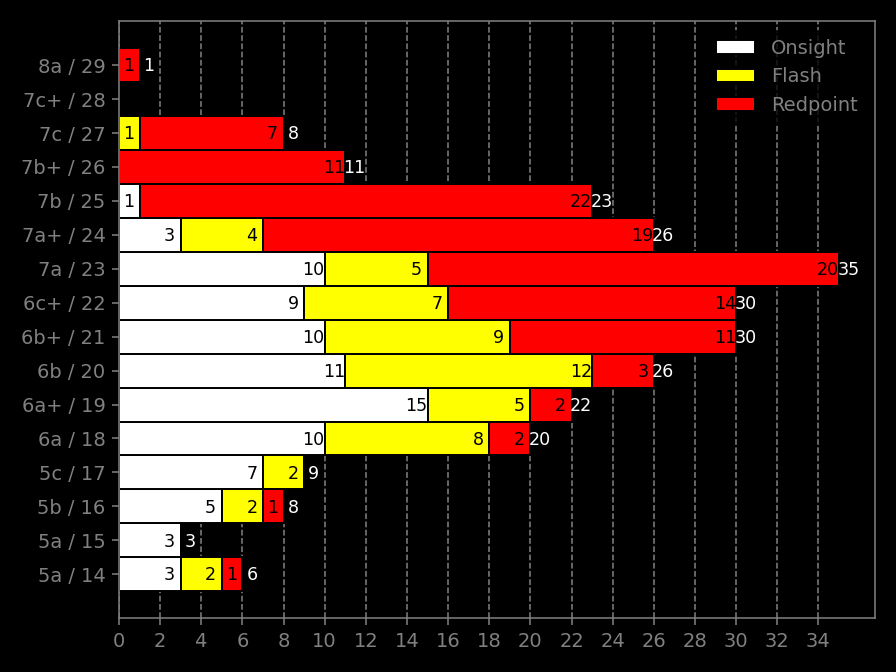 Onsight
Flash
Redpoint
8a / 29 1 1
7c+ / 28
7c / 27 1 7 8
7b+ / 26 11 11
7b / 25 1 22 23
7a+ / 24 3 4 19 26
7a / 23 10 5 20 35
6c+ / 22 9 7 14 30
6b+ / 21 10 9 11 30
6b / 20 11 12 3 26
6a+ / 19 15 5 2 22
6a / 18 10 8 2 20
5c / 17 7 2 9
5b / 16 5 2 1 8
5a / 15 3 3
5a / 14 3 2 1 6
0 2 4 6 8 10 12 14 16 18 20 22 24 26 28 30 32 34